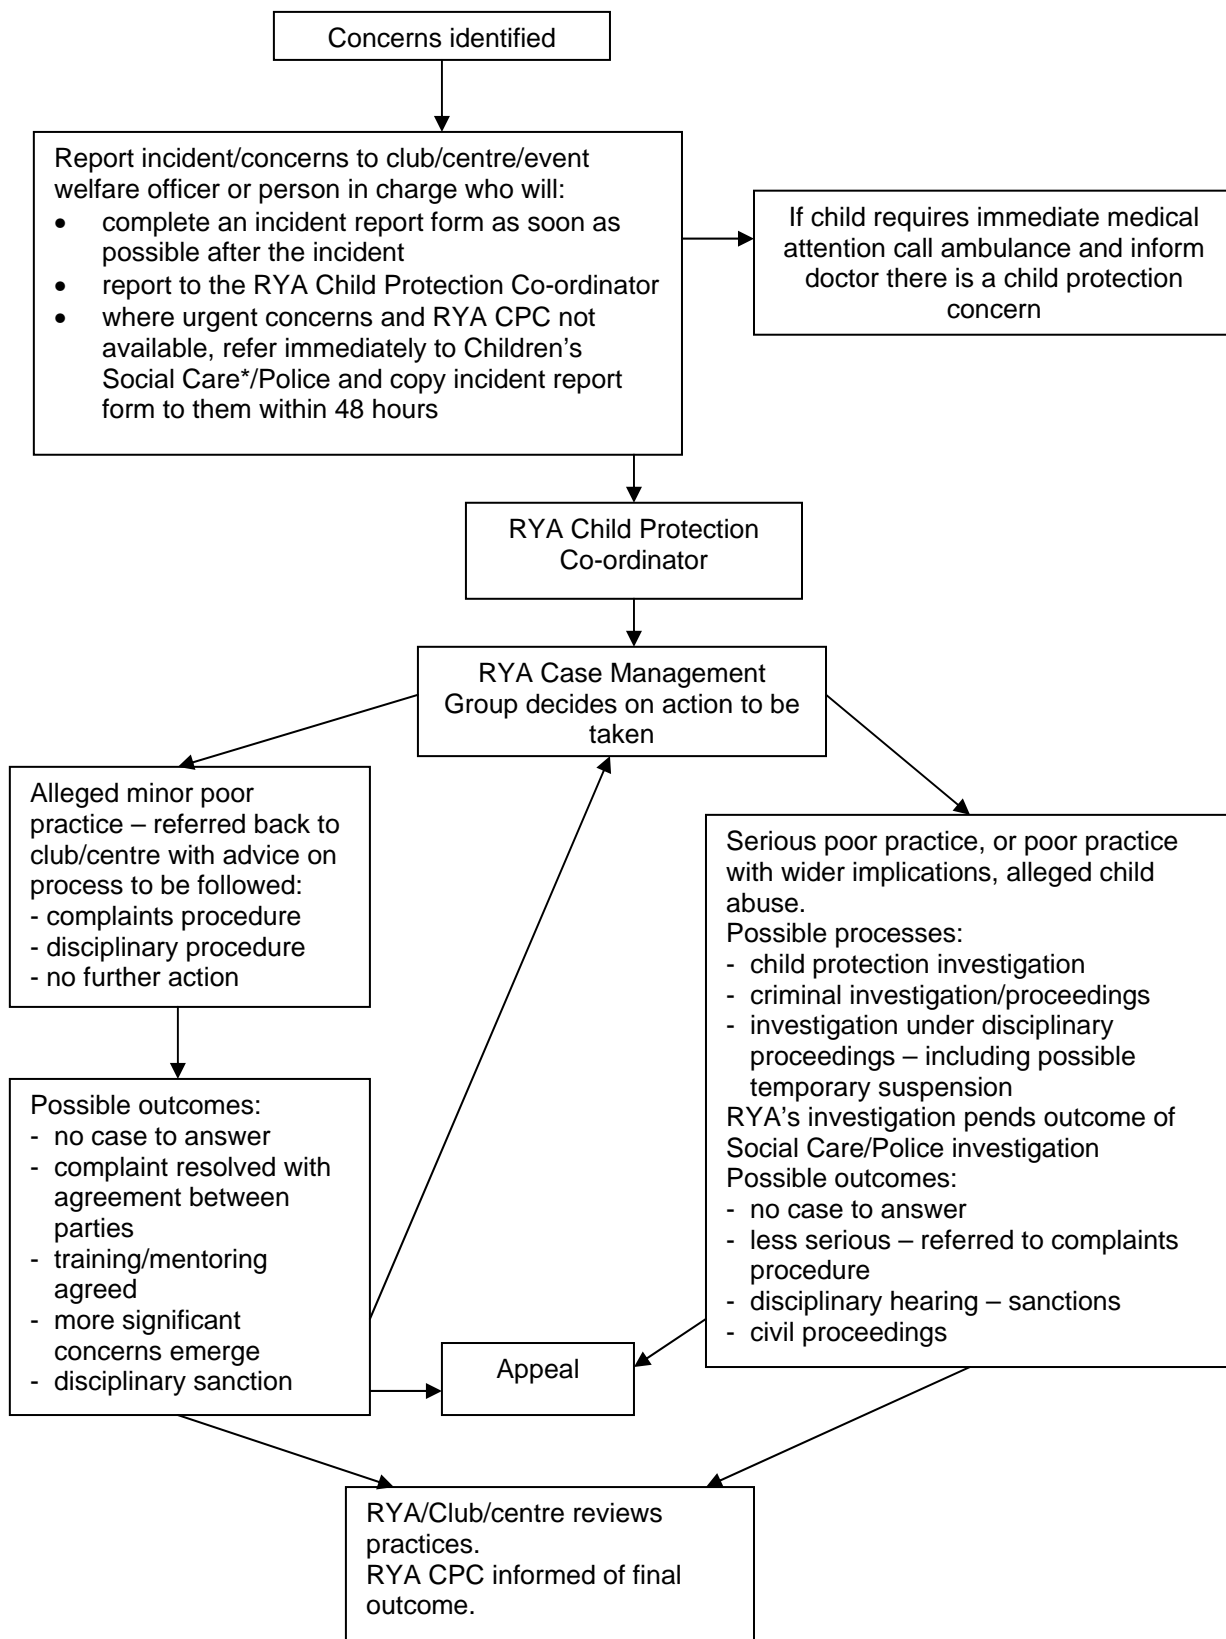 Concerns identified
Report incident/concerns to club/centre/event
welfare officer or person in charge who will:
• complete an incident report form as soon as
possible after the incident
• report to the RYA Child Protection Co-ordinator
• where urgent concerns and RYA CPC not
available, refer immediately to Children’s
Social Care*/Police and copy incident report
form to them within 48 hours
If child requires immediate medical
attention call ambulance and inform
doctor there is a child protection
concern
RYA Child Protection
Co-ordinator
RYA Case Management
Group decides on action to be
taken
Alleged minor poor
practice – referred back to
club/centre with advice on
process to be followed:
- complaints procedure
- disciplinary procedure
- no further action
Serious poor practice, or poor practice
with wider implications, alleged child
abuse.
Possible processes:
- child protection investigation
- criminal investigation/proceedings
- investigation under disciplinary
proceedings – including possible
temporary suspension
RYA’s investigation pends outcome of
Social Care/Police investigation
Possible outcomes:
- no case to answer
- less serious – referred to complaints
procedure
- disciplinary hearing – sanctions
- civil proceedings
Possible outcomes:
- no case to answer
- complaint resolved with
agreement between
parties
- training/mentoring
agreed
- more significant
concerns emerge
- disciplinary sanction
Appeal
RYA/Club/centre reviews
practices.
RYA CPC informed of final
outcome.